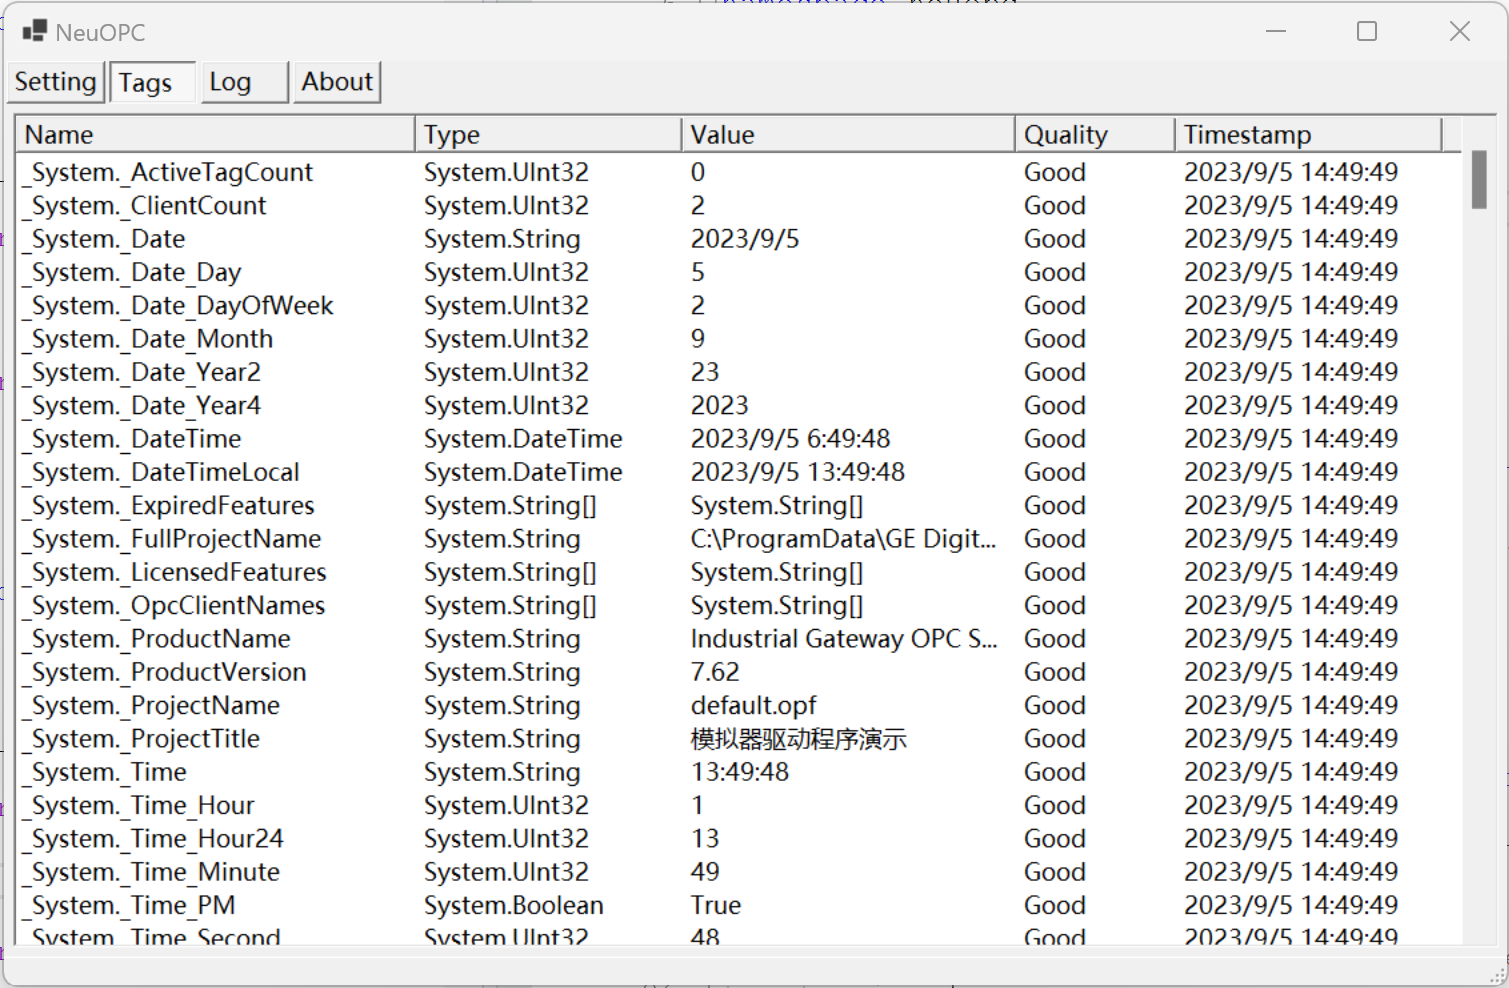 NeuOPC
Setting Tags Log About
Name Type Value Quality Timestamp
_System._ActiveTagCount System.UInt32 0 Good 2023/9/5 14:49:49
_System._ClientCount System.UInt32 2 Good 2023/9/5 14:49:49
_System._Date System.String 2023/9/5 Good 2023/9/5 14:49:49
_System._Date_Day System.UInt32 5 Good 2023/9/5 14:49:49
_System._Date_DayOfWeek System.UInt32 2 Good 2023/9/5 14:49:49
_System._Date_Month System.UInt32 9 Good 2023/9/5 14:49:49
_System._Date_Year2 System.UInt32 23 Good 2023/9/5 14:49:49
_System._Date_Year4 System.UInt32 2023 Good 2023/9/5 14:49:49
_System._DateTime System.DateTime 2023/9/5 6:49:48 Good 2023/9/5 14:49:49
_System._DateTimeLocal System.DateTime 2023/9/5 13:49:48 Good 2023/9/5 14:49:49
_System._ExpiredFeatures System.String[] System.String[] Good 2023/9/5 14:49:49
_System._FullProjectName System.String C:\ProgramData\GE Digit... Good 2023/9/5 14:49:49
_System._LicensedFeatures System.String[] System.String[] Good 2023/9/5 14:49:49
_System._OpcClientNames System.String[] System.String[] Good 2023/9/5 14:49:49
_System._ProductName System.String Industrial Gateway OPC S... Good 2023/9/5 14:49:49
_System._ProductVersion System.String 7.62 Good 2023/9/5 14:49:49
_System._ProjectName System.String default.opf Good 2023/9/5 14:49:49
_System._ProjectTitle System.String 模拟器驱动程序演示 Good 2023/9/5 14:49:49
_System._Time System.String 13:49:48 Good 2023/9/5 14:49:49
_System._Time_Hour System.UInt32 1 Good 2023/9/5 14:49:49
_System._Time_Hour24 System.UInt32 13 Good 2023/9/5 14:49:49
_System._Time_Minute System.UInt32 49 Good 2023/9/5 14:49:49
_System._Time_PM System.Boolean True Good 2023/9/5 14:49:49
_System._Time_Second System.UInt32 48 Good 2023/9/5 14:49:49